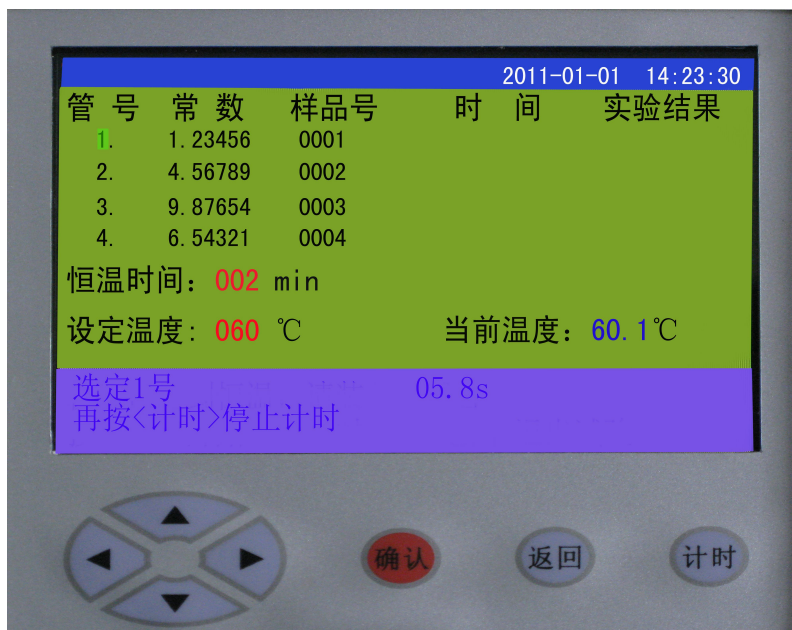 2011-01-01 14:23:30
管 号 常 数 样品号 时 间 实验结果
1. 1.23456 0001
2. 4.56789 0002
3. 9.87654 0003
4. 6.54321 0004
恒温时间：002 min
设定温度：060 ℃ 当前温度：60.1℃
选定1号 05.8s
再按<计时>停止计时
确认 返回 计时